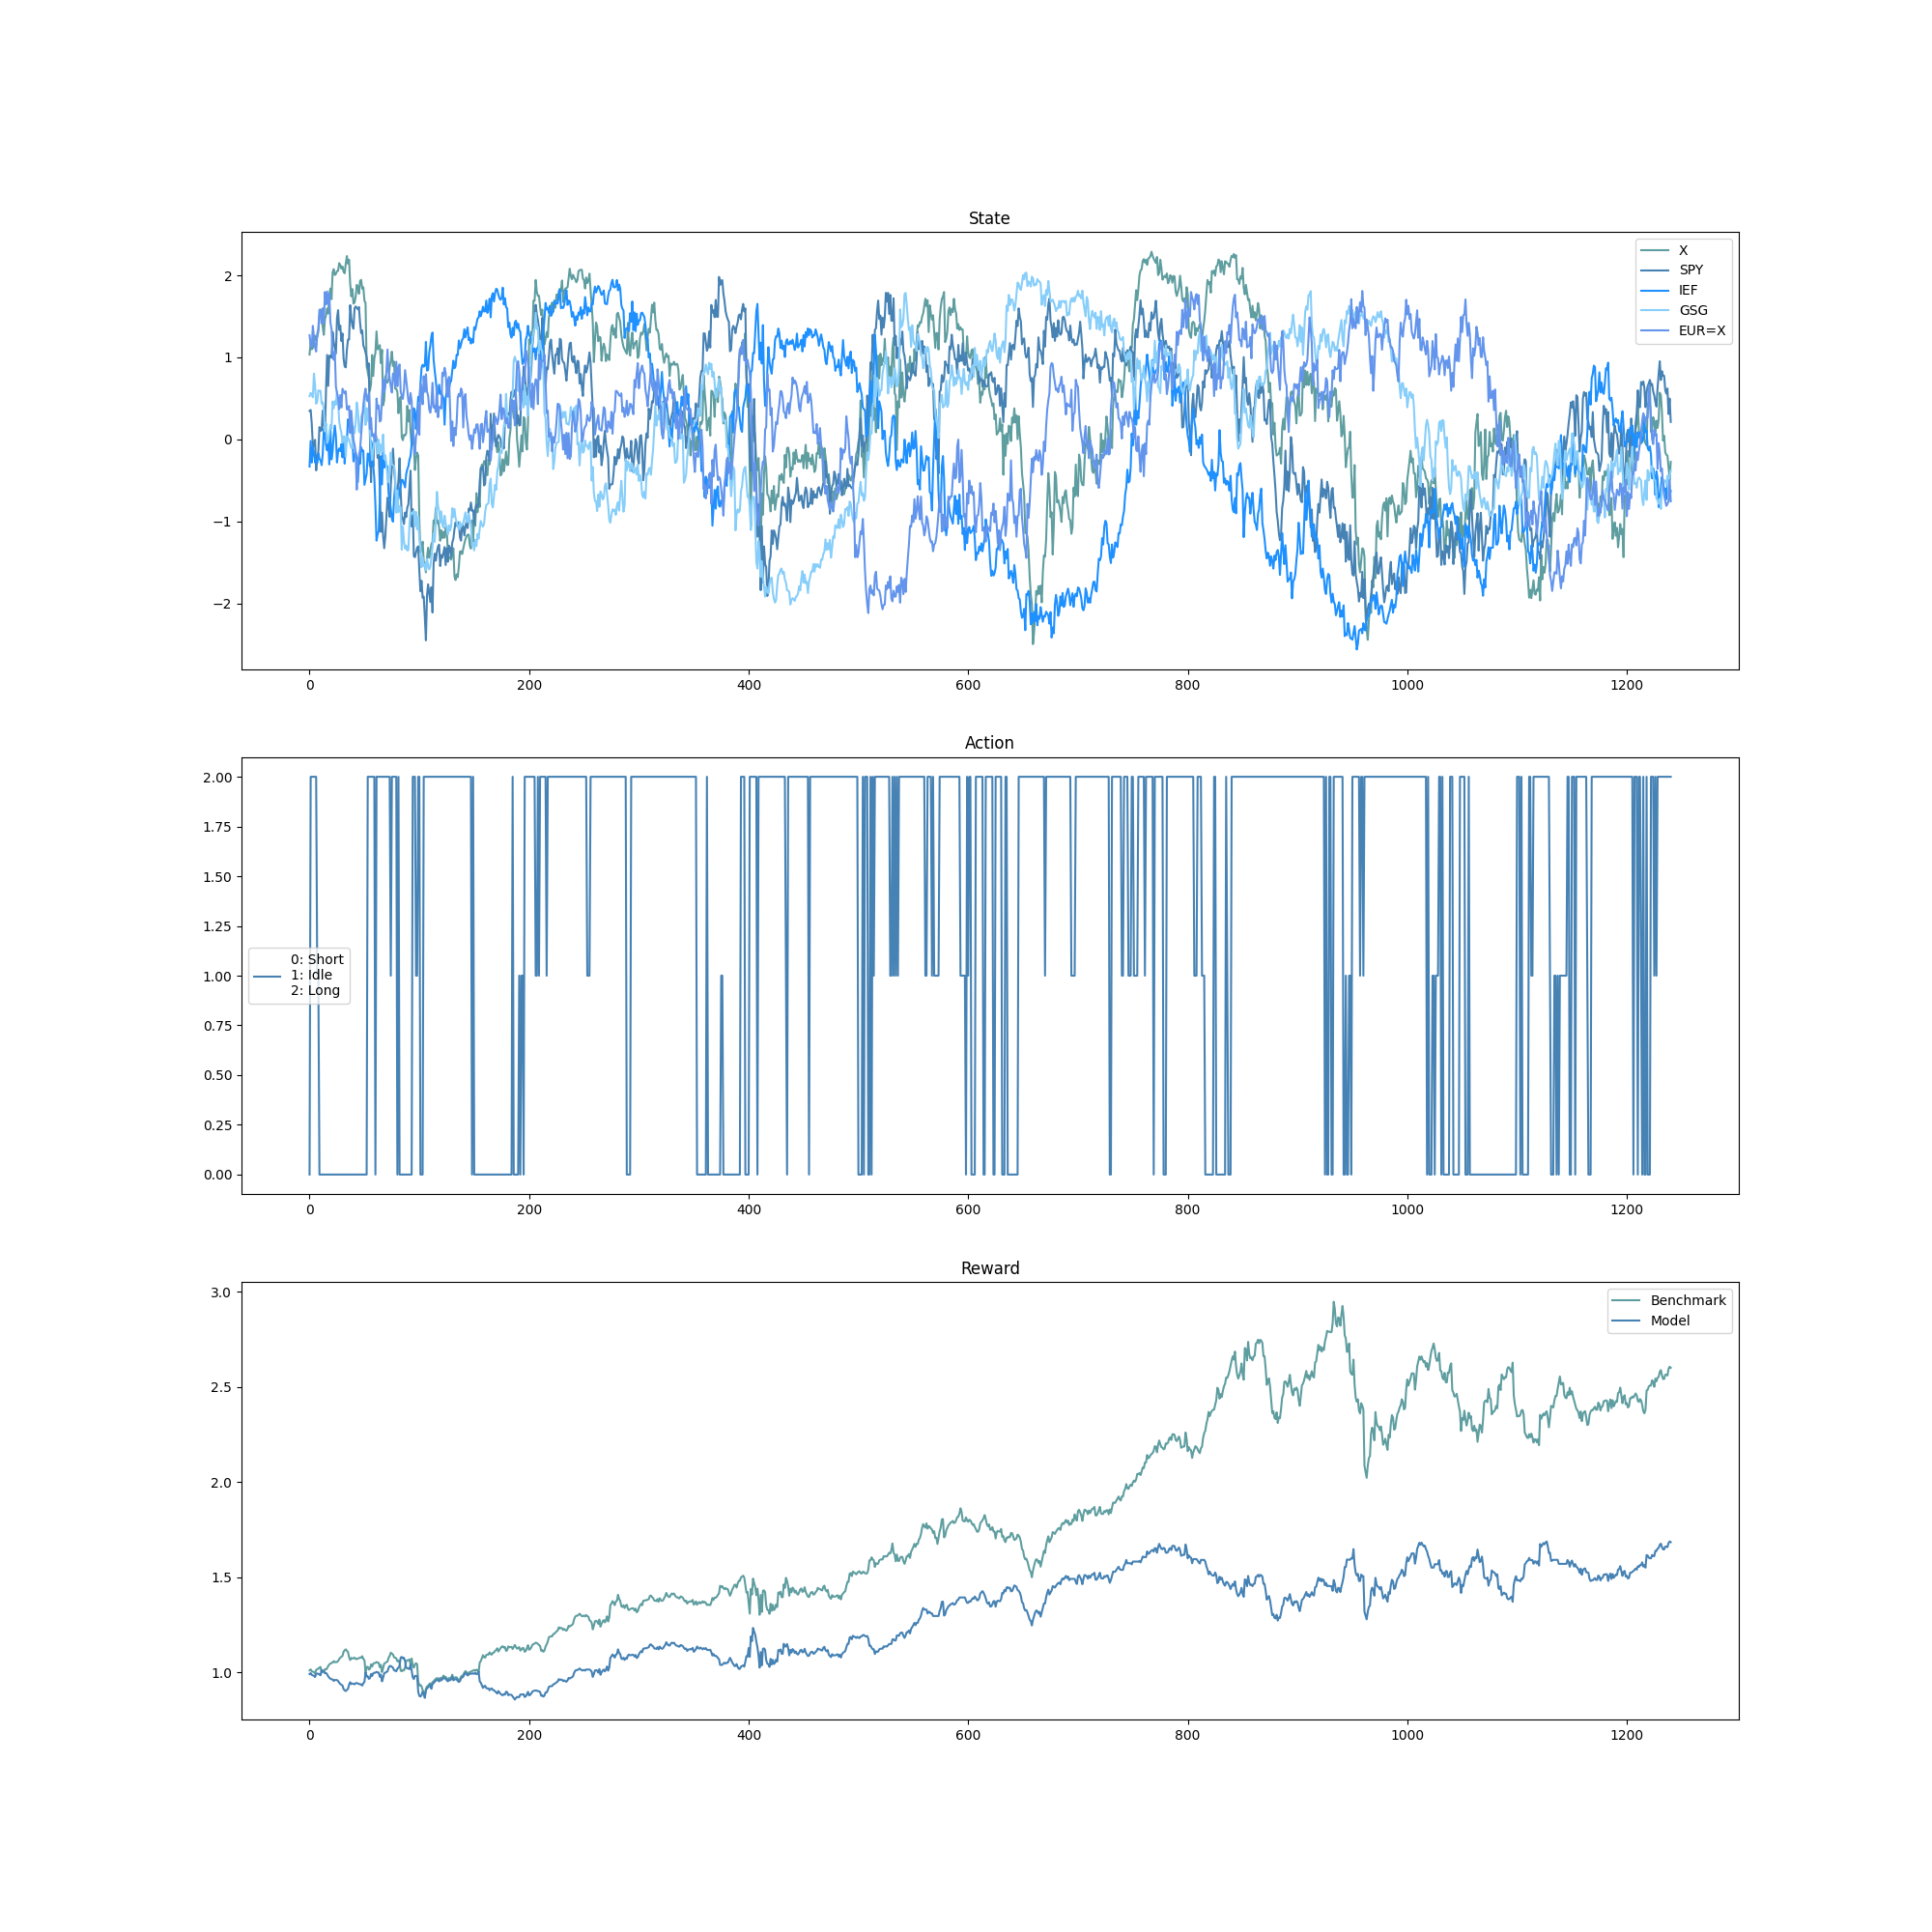 State
2
1
0
−1
−2
X
SPY
IEF
GSG
EUR=X
0 200 400 600 800 1000 1200
Action
2.00
1.75
1.50
1.25
1.00
0.75
0.50
0.25
0.00
0: Short
1: Idle
2: Long
0 200 400 600 800 1000 1200
Reward
3.0
2.5
2.0
1.5
1.0
Benchmark
Model
0 200 400 600 800 1000 1200